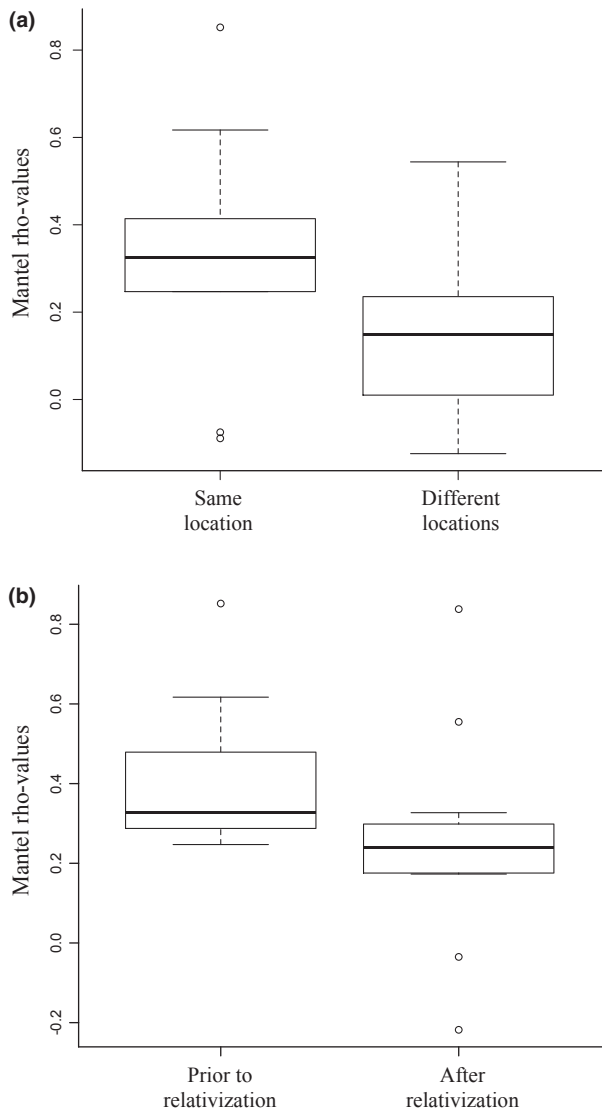 (a)
Mantel rho-values
0.8
0.6
0.4
0.2
0.0
Same
location
Different
locations
(b)
Mantel rho-values
0.8
0.6
0.4
0.2
0.0
-0.2
Prior to
relativization
After
relativization